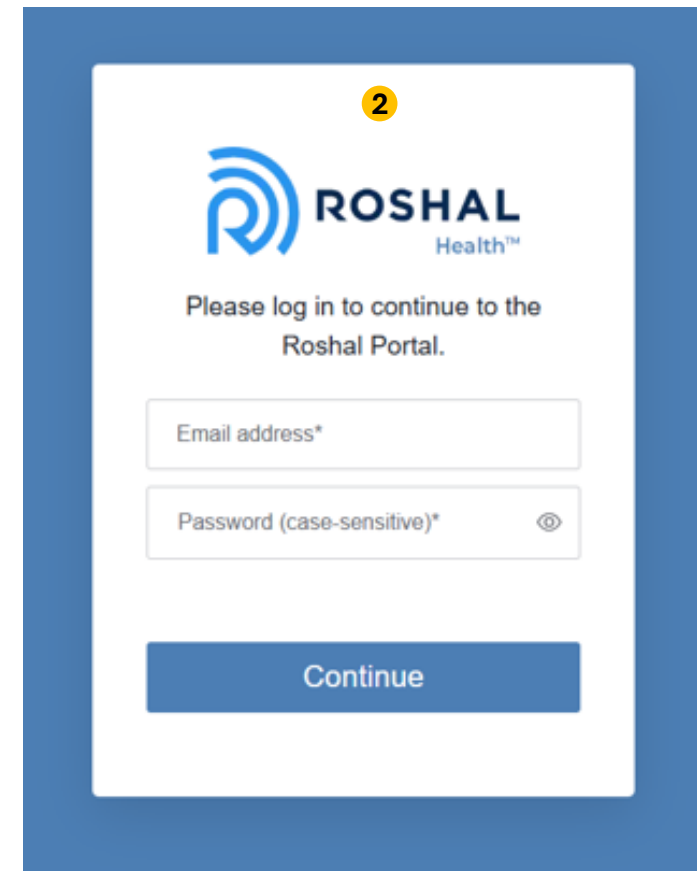 2
ROSHAL
Health™
Please log in to continue to the
Roshal Portal.
Email address*
Password (case-sensitive)*
Continue